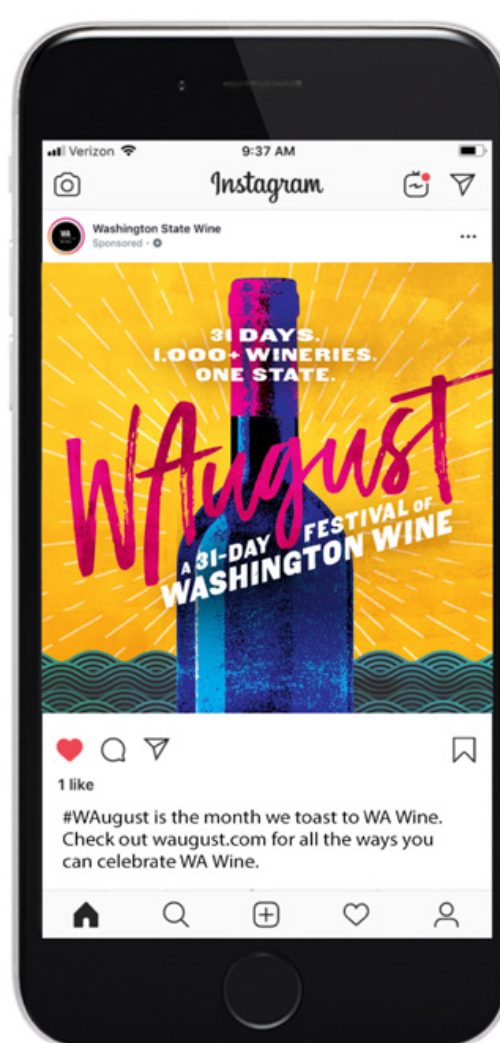 Verizon 9:37 AM
Instagram
Washington State Wine
Sponsored
WA
31 DAYS.
1,000+ WINERIES.
ONE STATE.
WAugust
A 31-DAY FESTIVAL OF
WASHINGTON WINE
1 like
#WAugust is the month we toast to WA Wine.
Check out waugust.com for all the ways you
can celebrate WA Wine.